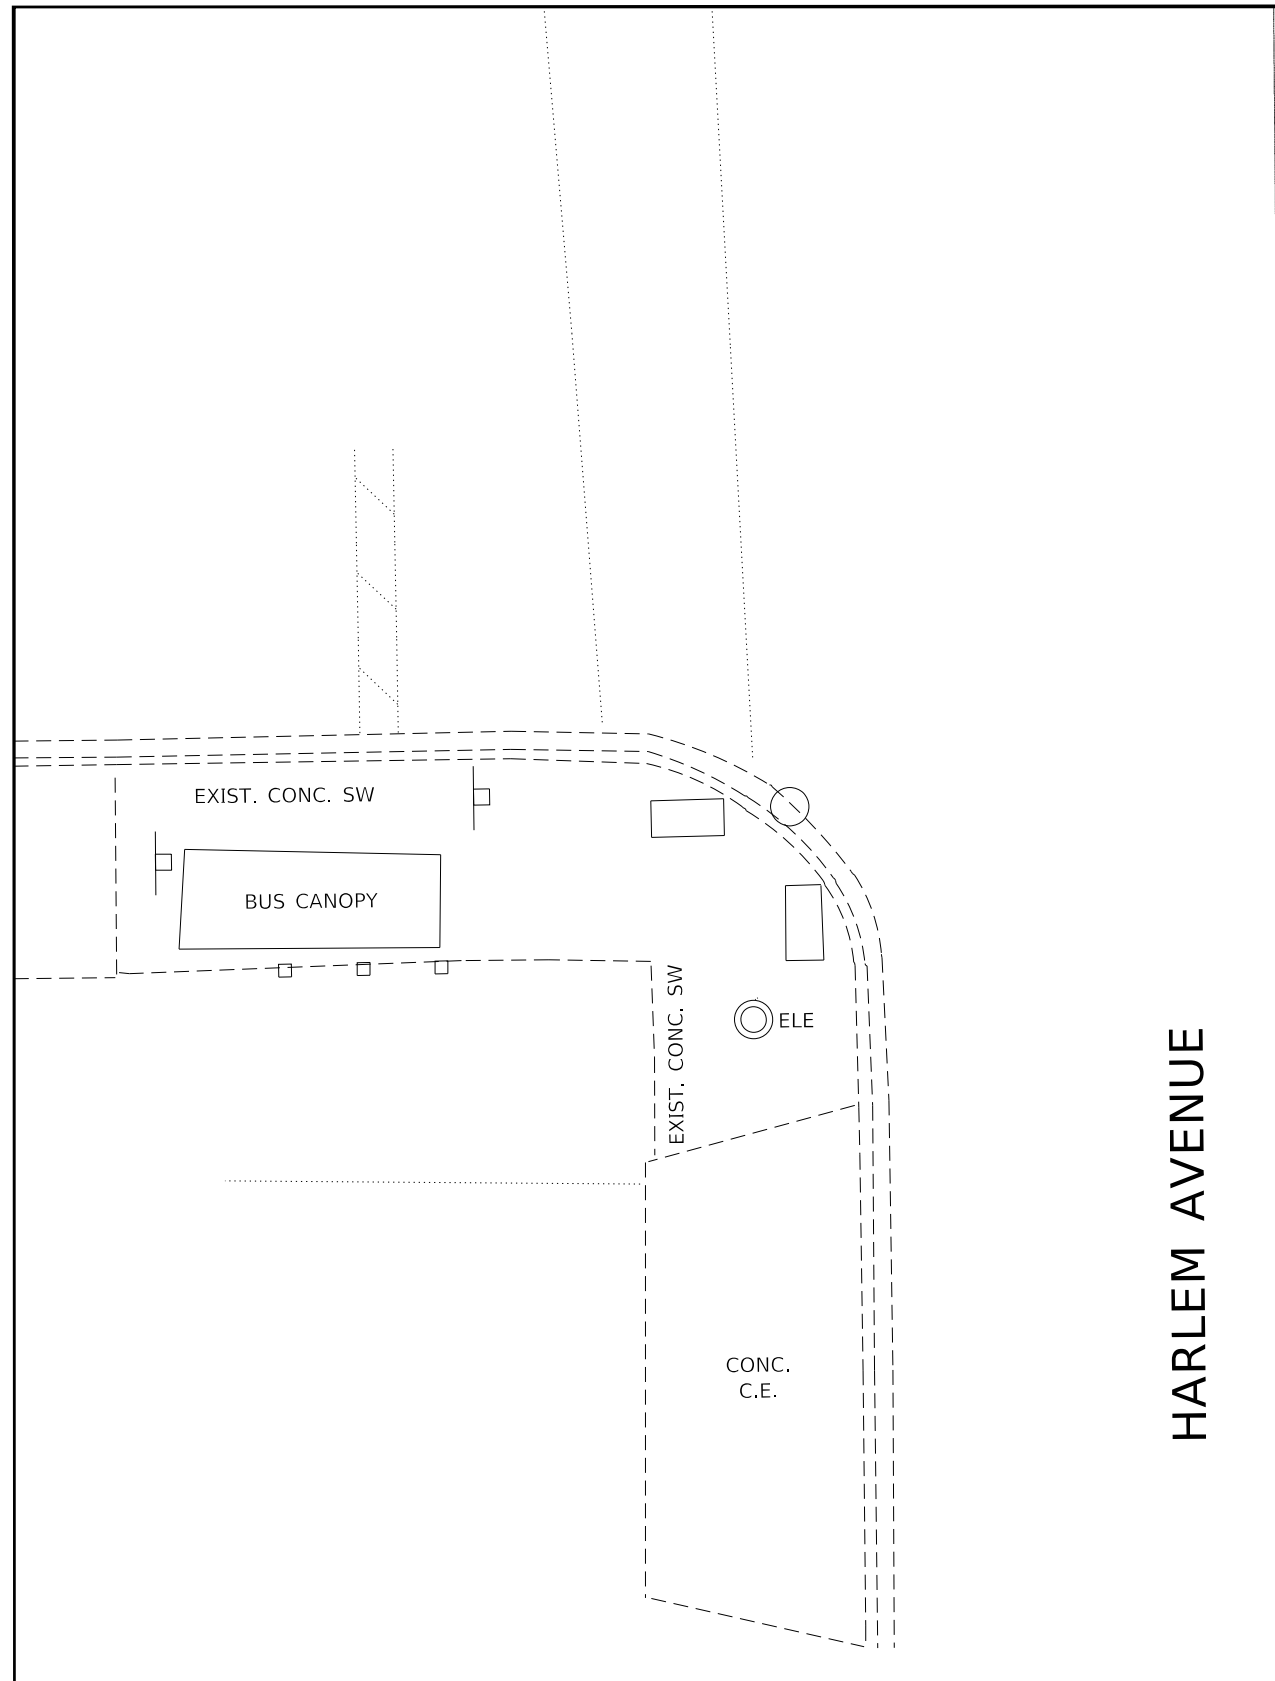 EXIST. CONC. SW
BUS CANOPY
EXIST. CONC. SW
ELE
HARLEM AVENUE
CONC.
C.E.